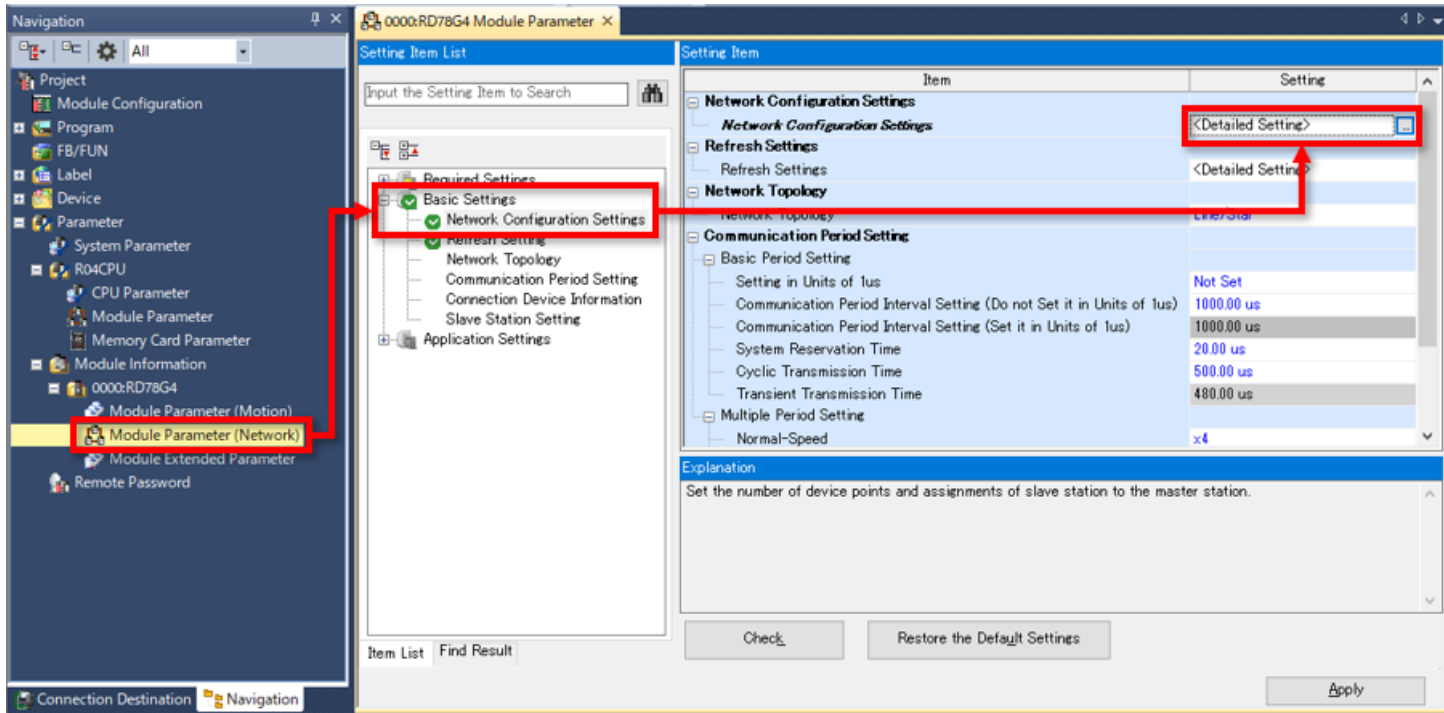 Navigation
All
Project
Module Configuration
Program
FB/FUN
Label
Device
Parameter
System Parameter
R04CPU
CPU Parameter
Module Parameter
Memory Card Parameter
Module Information
0000:RD78G4
Module Parameter (Motion)
Module Parameter (Network)
Module Extended Parameter
Remote Password
Connection Destination
Navigation
0000:RD78G4 Module Parameter
Setting Item List
Input the Setting Item to Search
Required Settings
Basic Settings
Network Configuration Settings
Refresh Setting
Network Topology
Communication Period Setting
Connection Device Information
Slave Station Setting
Application Settings
Item List
Find Result
Setting Item
Item Setting
Network Configuration Settings
Network Configuration Settings <Detailed Setting>
Refresh Settings
Refresh Settings <Detailed Setting>
Network Topology
Network Topology Line/Star
Communication Period Setting
Basic Period Setting
Setting in Units of 1us Not Set
Communication Period Interval Setting (Do not Set it in Units of 1us) 1000.00 us
Communication Period Interval Setting (Set it in Units of 1us) 1000.00 us
System Reservation Time 20.00 us
Cyclic Transmission Time 500.00 us
Transient Transmission Time 480.00 us
Multiple Period Setting
Normal-Speed x4
Explanation
Set the number of device points and assignments of slave station to the master station.
Check
Restore the Default Settings
Apply